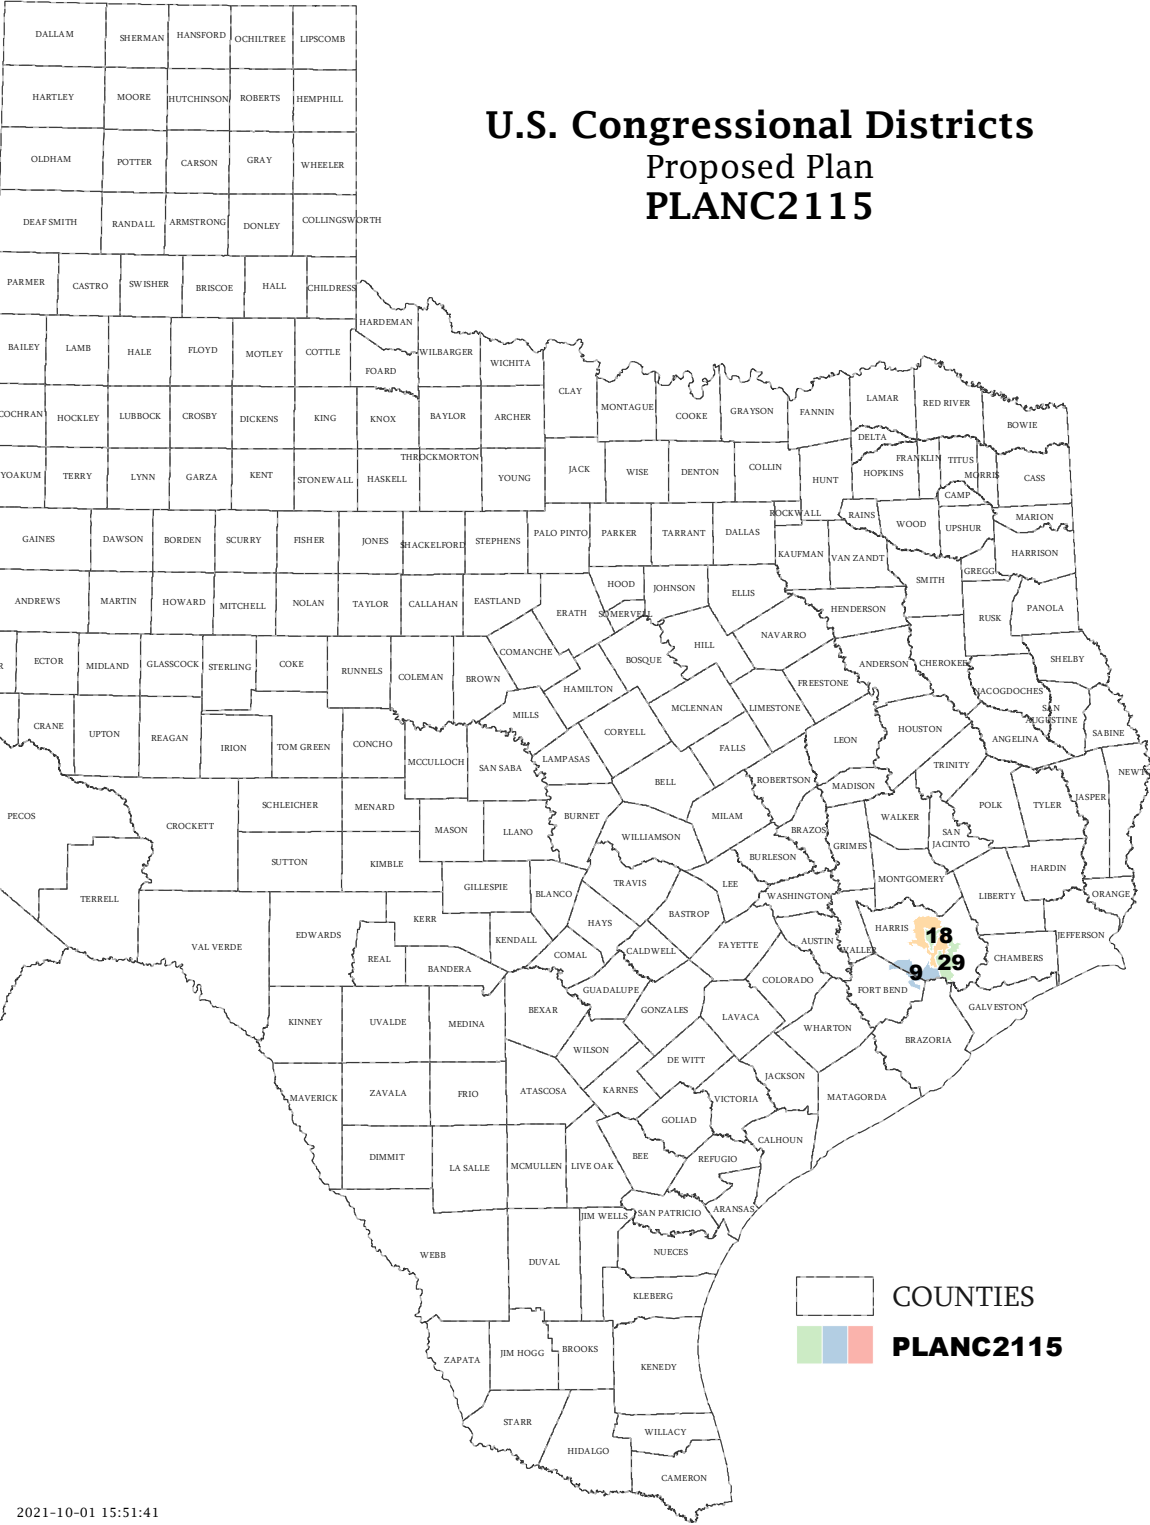 U.S. Congressional Districts
Proposed Plan
PLANC2115
DALLAM SHERMAN HANSFORD OCHILTREE LIPSCOMB
HARTLEY MOORE HUTCHINSON ROBERTS HEMPHILL
OLDHAM POTTER CARSON GRAY WHEELER
DEAF SMITH RANDALL ARMSTRONG DONLEY COLLINGSWORTH
PARMER CASTRO SWISHER BRISCOE HALL CHILDRESS
HARDEMAN
BAILEY LAMB HALE FLOYD MOTLEY COTTLE FOARD WILBARGER WICHITA
CLAY MONTAGUE COOKE GRAYSON FANNIN LAMAR RED RIVER BOWIE
COCHRAN HOCKLEY LUBBOCK CROSBY DICKENS KING KNOX BAYLOR ARCHER
DELTA
THROCKMORTON FRANKLIN TITUS
YOAKUM TERRY LYNN GARZA KENT STONEWALL HASKELL YOUNG JACK WISE DENTON COLLIN HUNT HOPKINS MORRIS CASS
CAMP
ROCKWALL RAINS WOOD UPSHUR MARION
GAINES DAWSON BORDEN SCURRY FISHER JONES SHACKELFORD STEPHENS PALO PINTO PARKER TARRANT DALLAS KAUFMAN VAN ZANDT HARRISON
SMITH GREGG
ANDREWS MARTIN HOWARD MITCHELL NOLAN TAYLOR CALLAHAN EASTLAND ERATH HOOD SOMERVELL JOHNSON ELLIS HENDERSON RUSK PANOLA
NAVARRO
R ECTOR MIDLAND GLASSCOCK STERLING COKE RUNNELS COLEMAN BROWN COMANCHE BOSQUE HILL ANDERSON CHEROKEE SHELBY
HAMILTON FREESTONE NACOGDOCHES
MILLS MCLENNAN LIMESTONE SAN
AUGUSTINE
CRANE UPTON REAGAN IRION TOM GREEN CONCHO CORYELL FALLS LEON HOUSTON ANGELINA SABINE
MCCULLOCH SAN SABA LAMPASAS TRINITY NEWT
BELL ROBERTSON MADISON
PECOS CROCKETT SCHLEICHER MENARD MASON LLANO BURNET MILAM WALKER POLK TYLER JASPER
WILLIAMSON BRAZOS SAN
JACINTO
SUTTON KIMBLE BURLESON GRIMES
GILLESPIE BLANCO TRAVIS LEE WASHINGTON MONTGOMERY LIBERTY HARDIN ORANGE
TERRELL KERR HAYS BASTROP
VAL VERDE EDWARDS REAL KENDALL COMAL CALDWELL FAYETTE AUSTIN WALLER HARRIS JEFFERSON
18
BANDERA 29 CHAMBERS
9
GUADALUPE COLORADO FORT BEND
KINNEY UVALDE MEDINA BEXAR GONZALES LAVACA WHARTON GALVESTON
WILSON BRAZORIA
DE WITT
MAVERICK ZAVALA FRIO ATASCOSA KARNES JACKSON MATAGORDA
VICTORIA
GOLIAD
CALHOUN
DIMMIT LA SALLE MCMULLEN LIVE OAK BEE REFUGIO
JIM WELLS SAN PATRICIO ARANSAS
WEBB DUVAL NUECES
KLEBERG
ZAPATA JIM HOGG BROOKS KENEDY
STARR HIDALGO WILLACY
CAMERON
COUNTIES
PLANC2115
2021-10-01 15:51:41